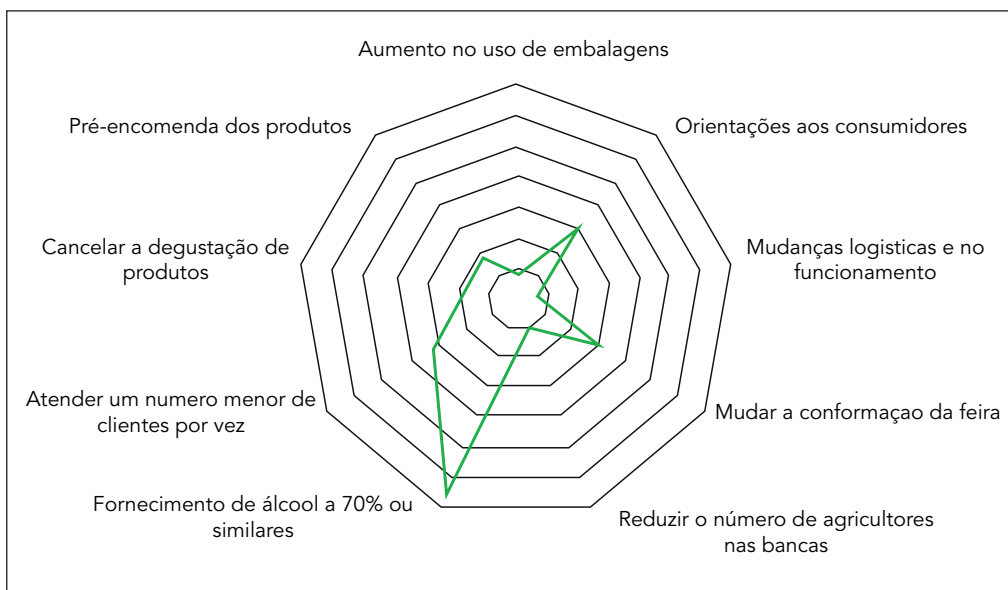 Aumento no uso de embalagens
Pré-encomenda dos produtos
Orientações aos consumidores
Cancelar a degustação de
produtos
Mudanças logisticas e no
funcionamento
Atender um numero menor de
clientes por vez
Mudar a conformaçao da feira
Fornecimento de álcool a 70% ou
similares
Reduzir o número de agricultores
nas bancas